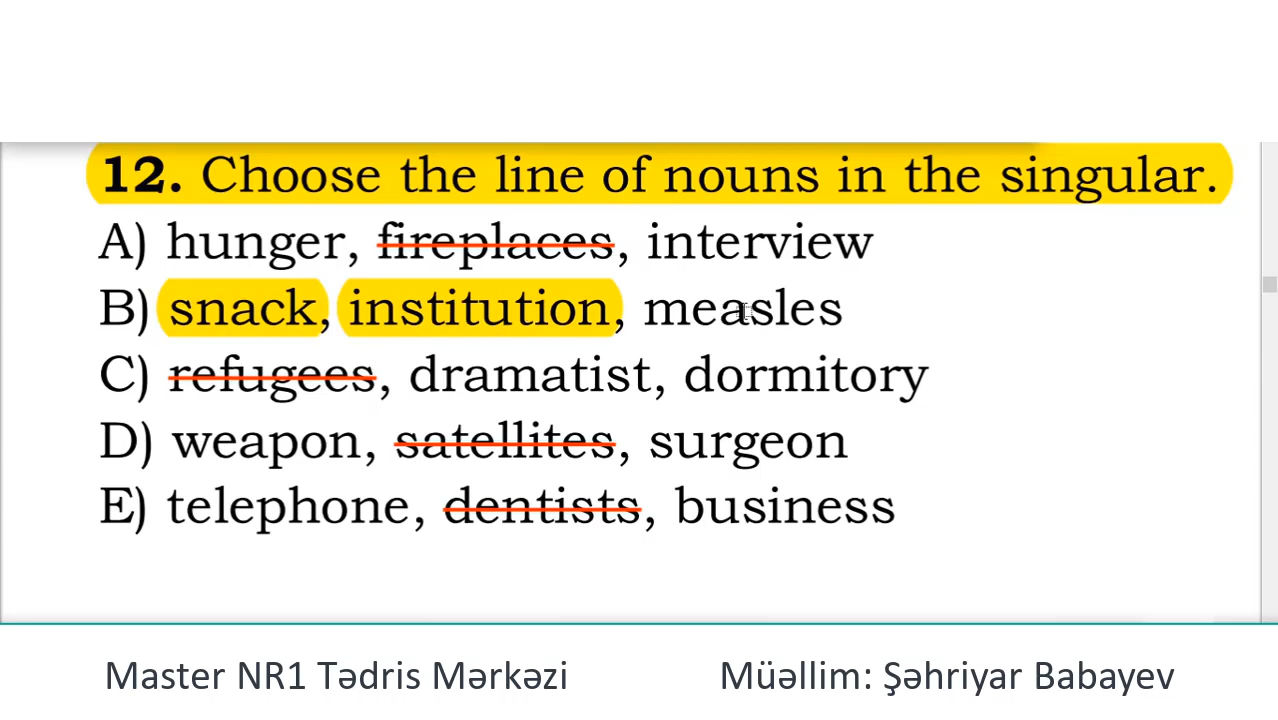 12. Choose the line of nouns in the singular.
A) hunger, fireplaces, interview
B) snack, institution, measles
C) refugees, dramatist, dormitory
D) weapon, satellites, surgeon
E) telephone, dentists, business
Master NR1 Tədris Mərkəzi Müəllim: Şəhriyar Babayev